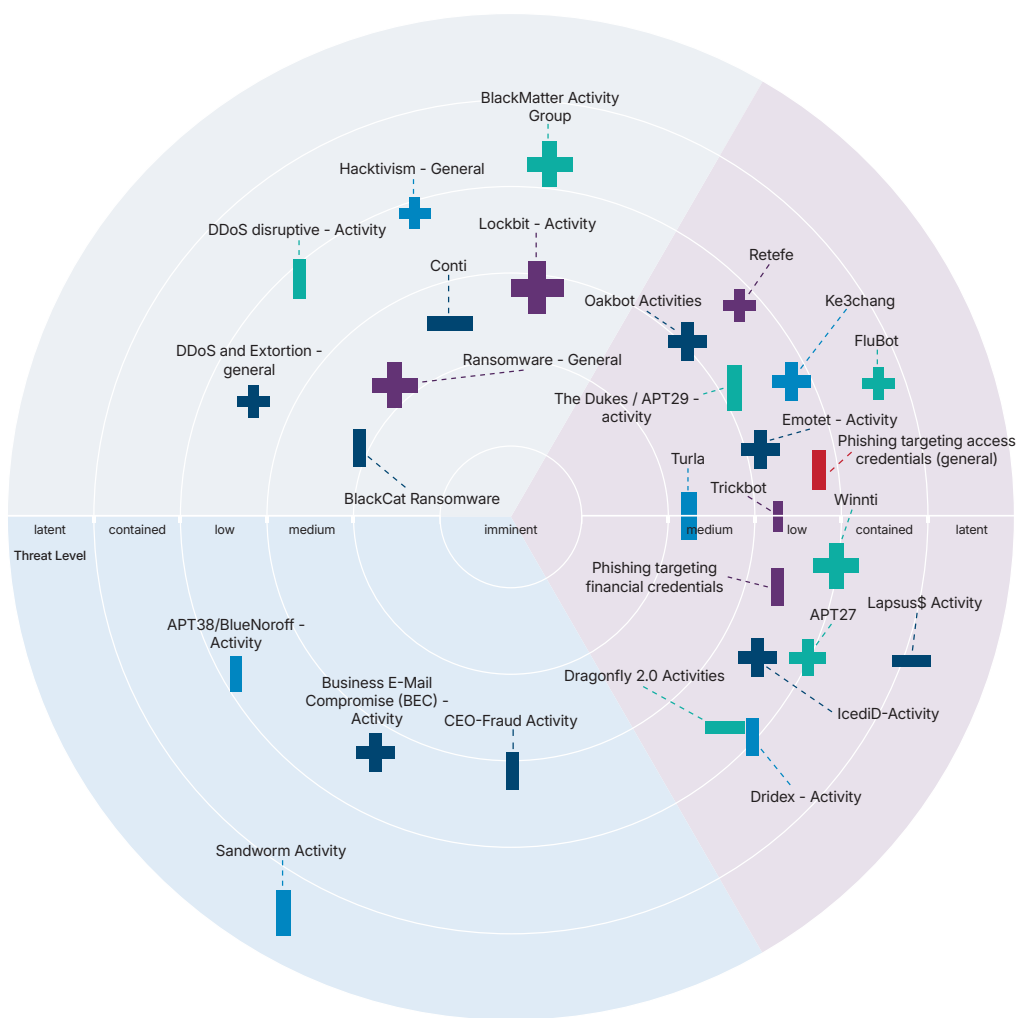 BlackMatter Activity
Group
Hacktivism - General
Lockbit - Activity
DDoS disruptive - Activity
Retefe
Conti
Oakbot Activities
Ke3chang
FluBot
DDoS and Extortion -
general
Ransomware - General
The Dukes / APT29 -
activity
Emotet - Activity
Phishing targeting access
credentials (general)
Turla
Trickbot
BlackCat Ransomware
Winnti
latent
contained
low
medium
imminent
medium
low
contained
latent
Threat Level
Phishing targeting
financial credentials
Lapsus$ Activity
APT27
APT38/BlueNoroff -
Activity
Dragonfly 2.0 Activities
Business E-Mail
Compromise (BEC) -
Activity
CEO-Fraud Activity
IcediD-Activity
Dridex - Activity
Sandworm Activity